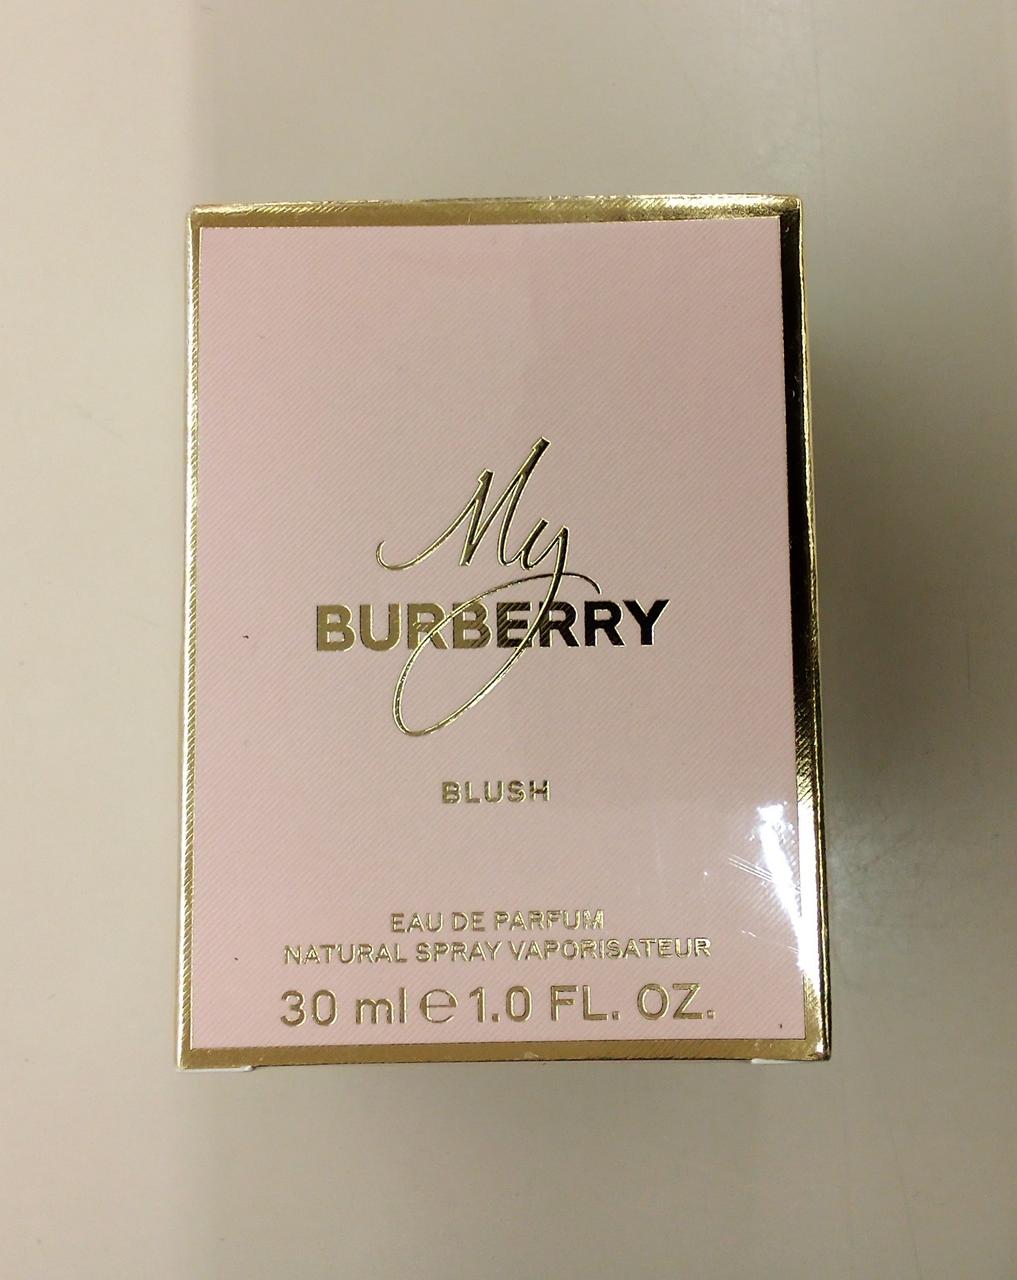 My
BURBERRY
BLUSH
EAU DE PARFUM
NATURAL SPRAY VAPORISATEUR
30 ml ℮ 1.0 FL. OZ.